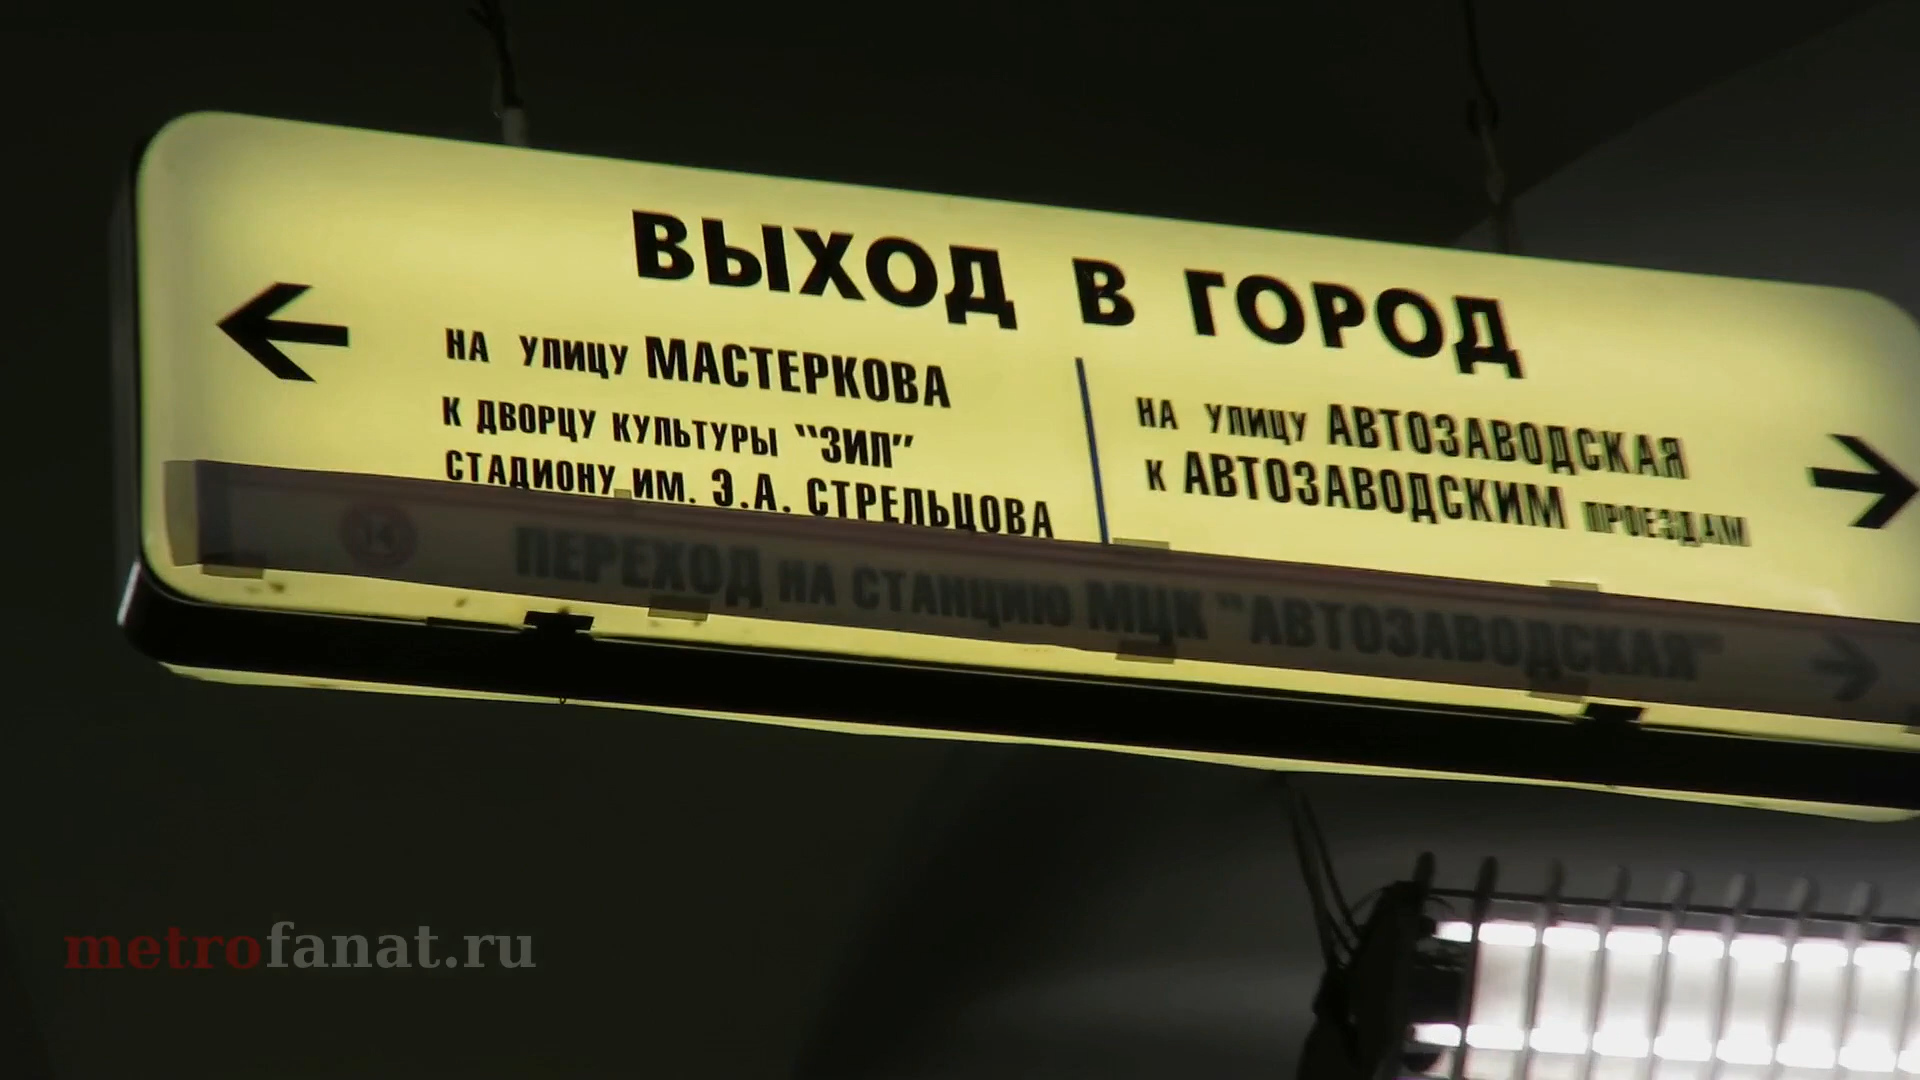 ВЫХОД В ГОРОД
НА УЛИЦУ МАСТЕРКОВА
К ДВОРЦУ КУЛЬТУРЫ “ЗИЛ”
СТАДИОНУ ИМ. Э.А. СТРЕЛЬЦОВА
НА УЛИЦУ АВТОЗАВОДСКАЯ
К АВТОЗАВОДСКИМ ПРОЕЗДАМ
14 ПЕРЕХОД НА СТАНЦИЮ МЦК "АВТОЗАВОДСКАЯ"
metrofanat.ru